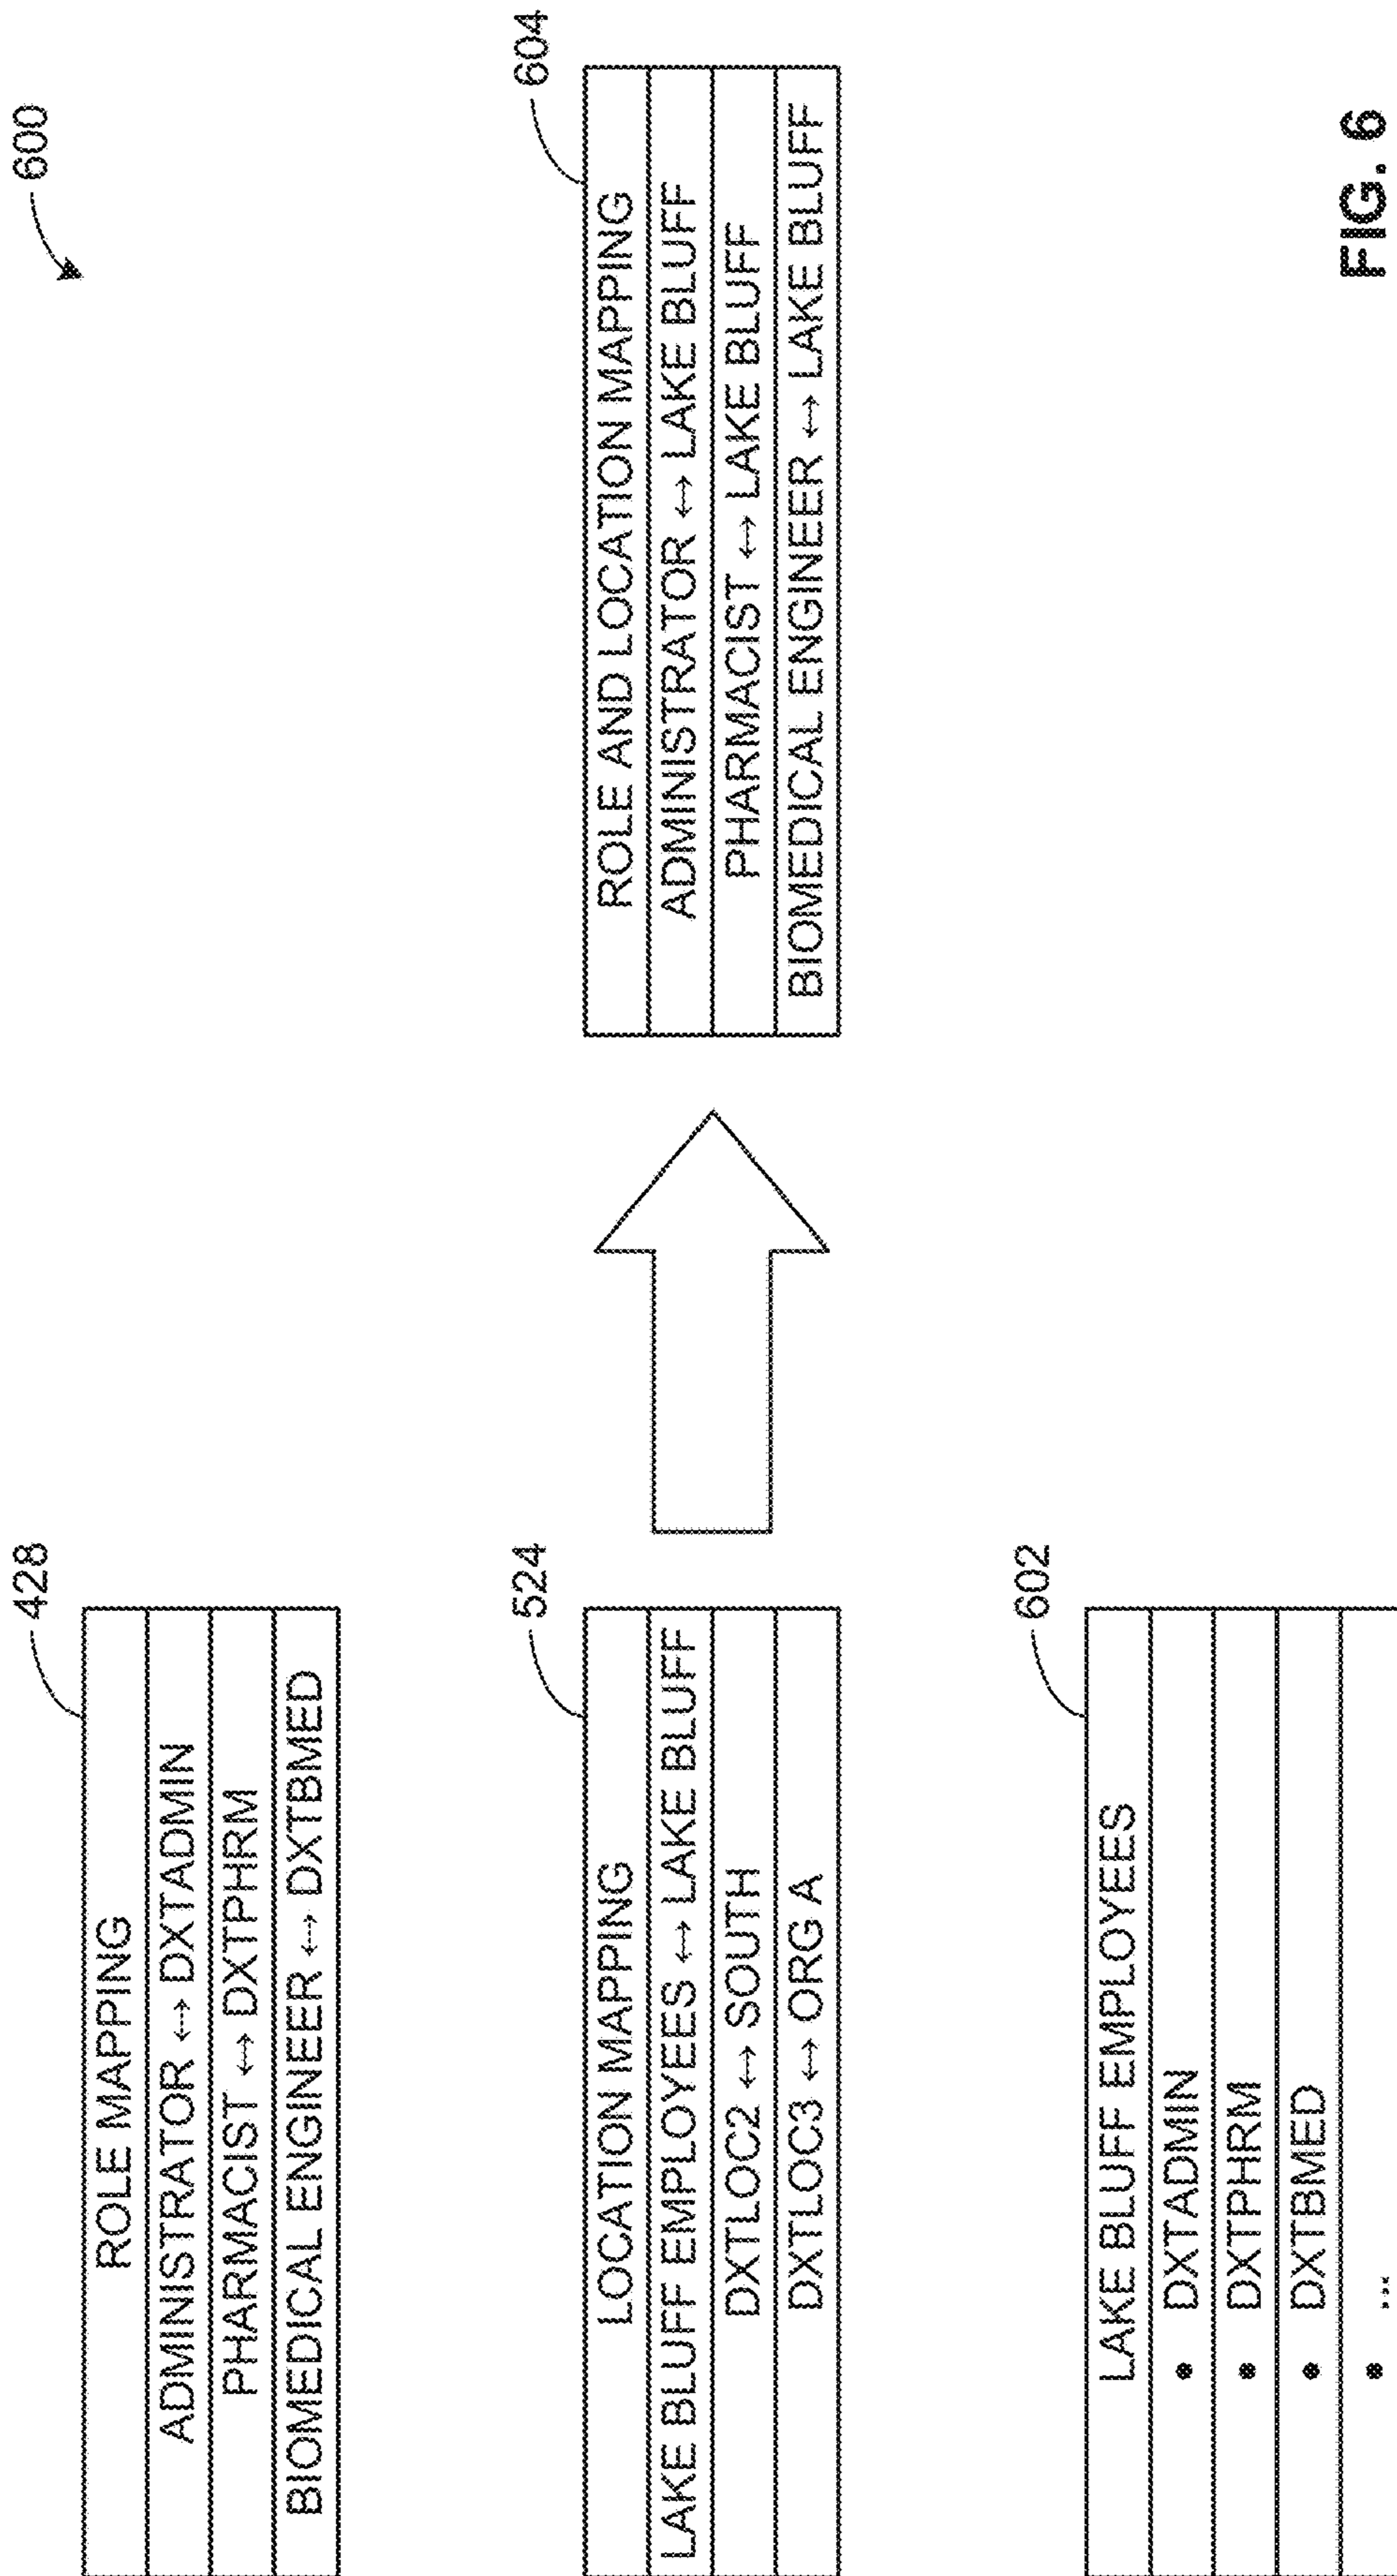 600
428
ROLE MAPPING
ADMINISTRATOR ↔ DXTADMIN
PHARMACIST ↔ DXTPHRM
BIOMEDICAL ENGINEER ↔ DXTBMED
524
LOCATION MAPPING
LAKE BLUFF EMPLOYEES ↔ LAKE BLUFF
DXTLOC2 ↔ SOUTH
DXTLOC3 ↔ ORG A
602
LAKE BLUFF EMPLOYEES
• DXTADMIN
• DXTPHRM
• DXTBMED
• ...
604
ROLE AND LOCATION MAPPING
ADMINISTRATOR ↔ LAKE BLUFF
PHARMACIST ↔ LAKE BLUFF
BIOMEDICAL ENGINEER ↔ LAKE BLUFF
FIG. 6